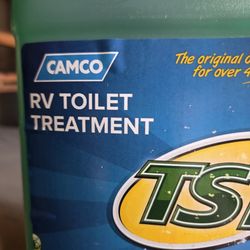 CAMCO
The original
for over
RV TOILET
TREATMENT
TS